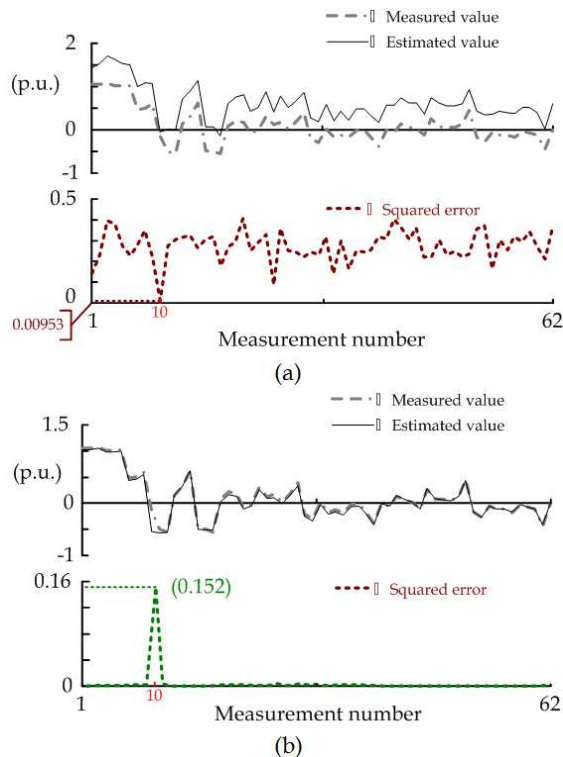 (a)
2
1
0
-1
(p.u.)
Measured value
Estimated value
0.5
0
Squared error
0.00953
1
10
62
Measurement number
(a)
1.5
0
-1
(p.u.)
Measured value
Estimated value
0.16
0
(0.152)
Squared error
1
10
62
Measurement number
(b)